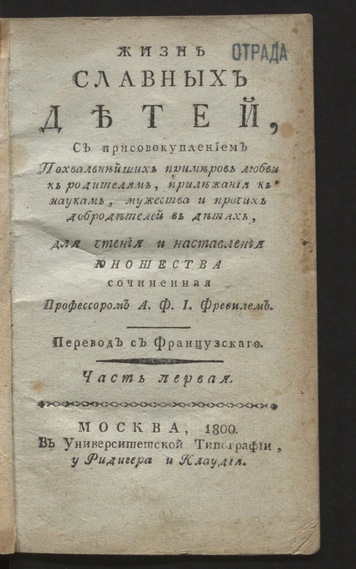 ЖИЗНЬ
ОТРАДА
СЛАВНЫХЪ
ДѢТЕЙ,
Съ присовокупленіемъ
Похвальнѣйшихъ примѣровъ любви
къ родителямъ, прилѣжанія къ
наукамъ, мужества и прочихъ
добродѣтелей въ дѣтяхъ,
для чтенія и наставленія
ЮНОШЕСТВА
сочиненная
Профессоромъ А. Ф. І. Фревилемъ.
Переводъ съ Французскаго.
Часть первая.
МОСКВА, 1800.
Въ Университетской Типографіи,
у Ридигера и Клаудія.